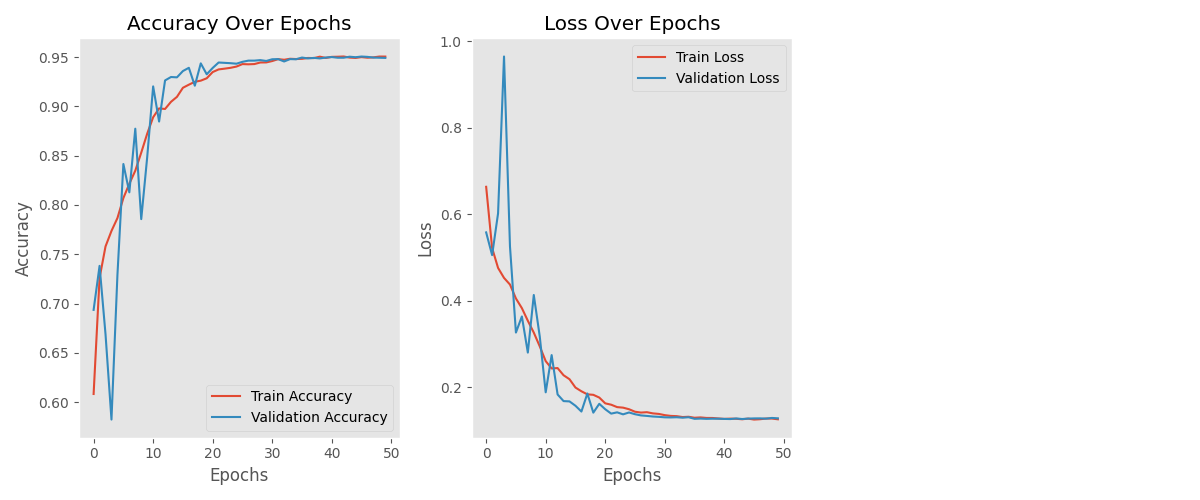 Accuracy Over Epochs
Accuracy
0.95
0.90
0.85
0.80
0.75
0.70
0.65
0.60
Train Accuracy
Validation Accuracy
0 10 20 30 40 50
Epochs
Loss Over Epochs
Loss
1.0
0.8
0.6
0.4
0.2
Train Loss
Validation Loss
0 10 20 30 40 50
Epochs